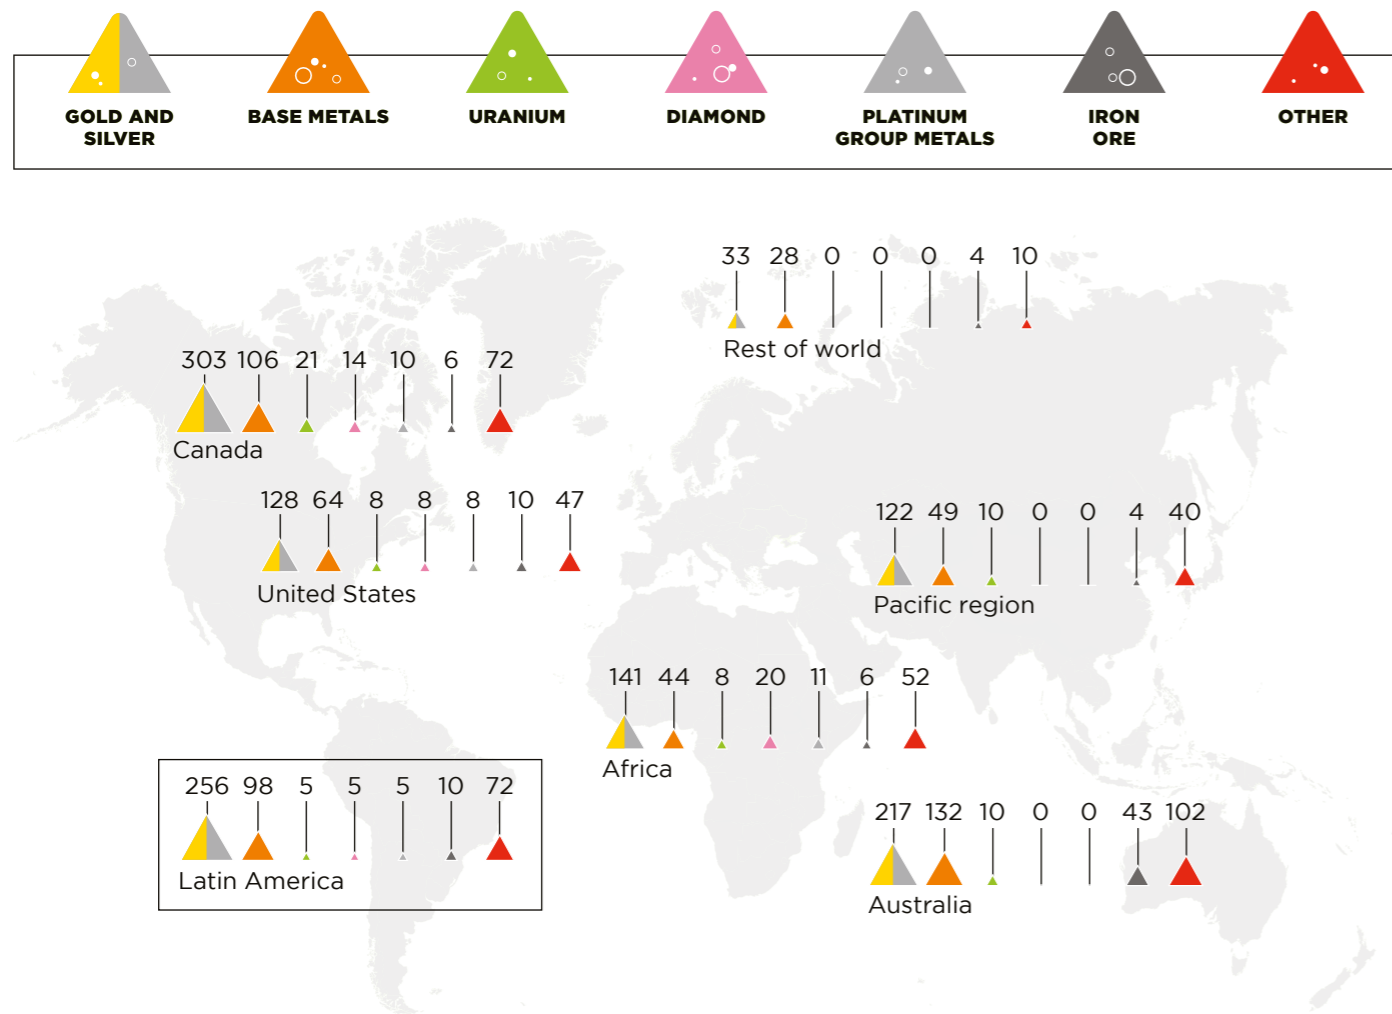 GOLD AND
SILVER
BASE METALS
URANIUM
DIAMOND
PLATINUM
GROUP METALS
IRON
ORE
OTHER
33 28 0 0 0 4 10
Rest of world
303 106 21 14 10 6 72
Canada
128 64 8 8 8 10 47
United States
122 49 10 0 0 4 40
Pacific region
141 44 8 20 11 6 52
Africa
256 98 5 5 5 10 72
Latin America
217 132 10 0 0 43 102
Australia